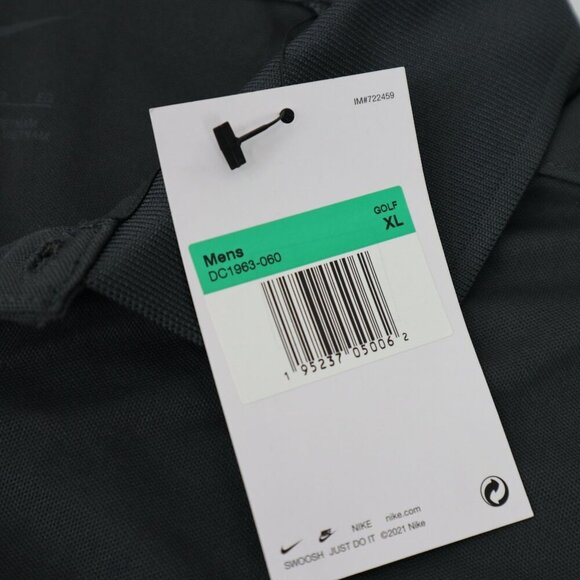 IM#722459
GOLF
Mens XL
DC1963-060
1 95237 05006 2
NIKE nike.com
SWOOSH JUST DO IT ©2021 Nike